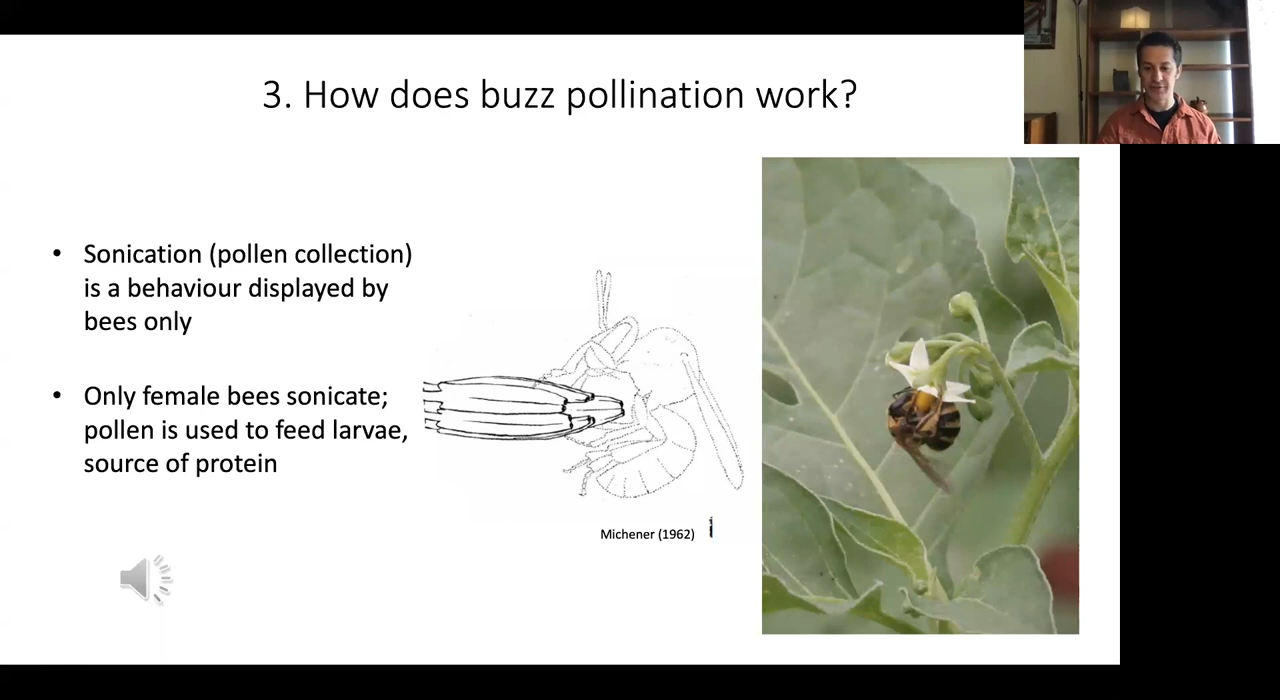 3. How does buzz pollination work?
• Sonication (pollen collection)
is a behaviour displayed by
bees only
• Only female bees sonicate;
pollen is used to feed larvae,
source of protein
Michener (1962)